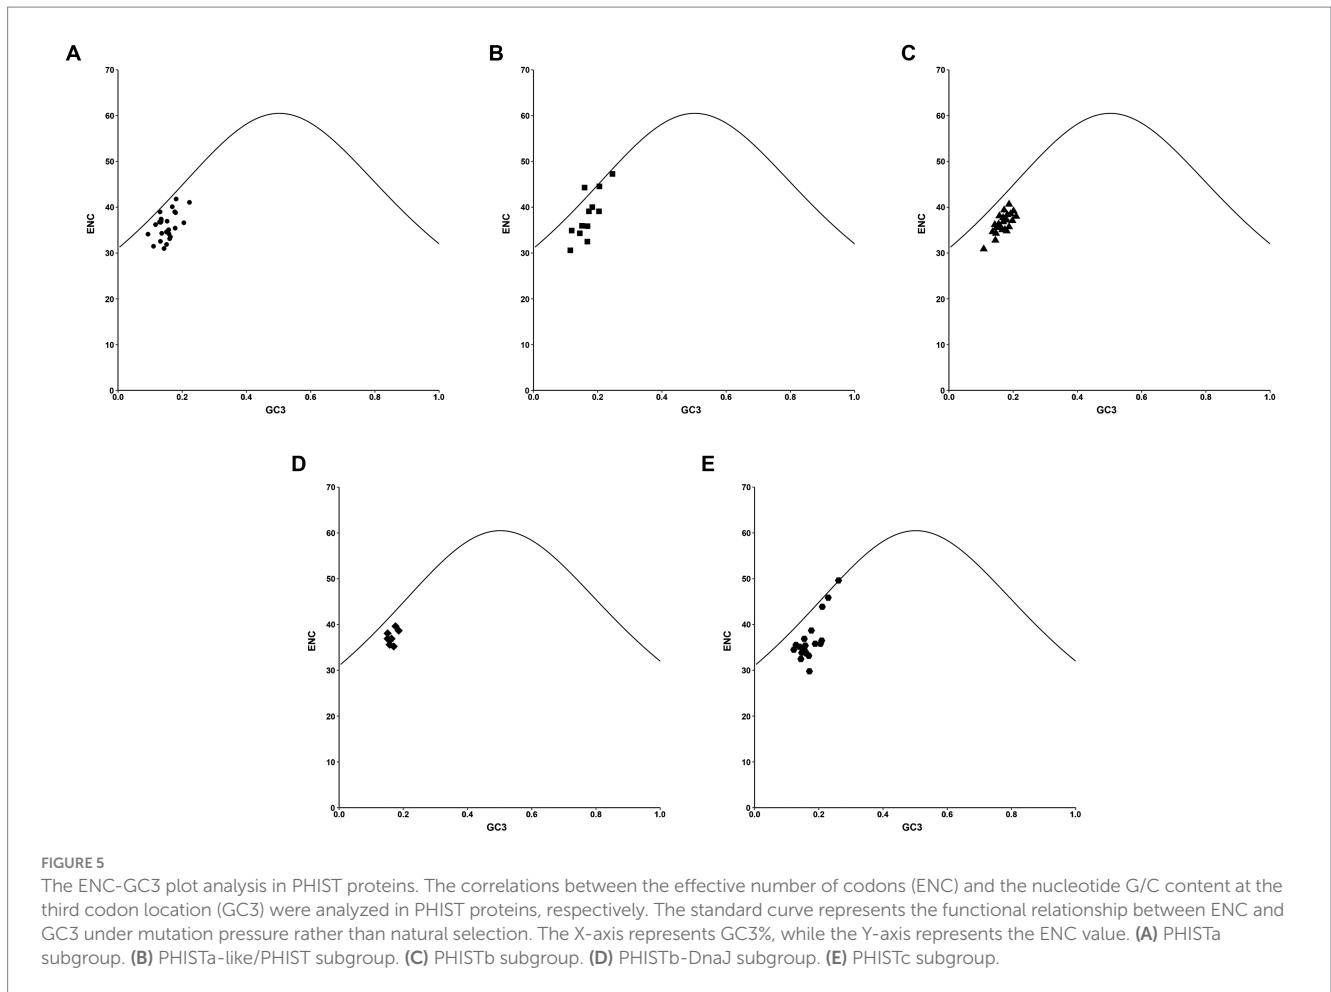 A
70
60
50
40
30
20
10
0
ENC
0.0 0.2 0.4 0.6 0.8 1.0
GC3
B
70
60
50
40
30
20
10
0
ENC
0.0 0.2 0.4 0.6 0.8 1.0
GC3
C
70
60
50
40
30
20
10
0
ENC
0.0 0.2 0.4 0.6 0.8 1.0
GC3
D
70
60
50
40
30
20
10
0
ENC
0.0 0.2 0.4 0.6 0.8 1.0
GC3
E
70
60
50
40
30
20
10
0
ENC
0.0 0.2 0.4 0.6 0.8 1.0
GC3
FIGURE 5
The ENC-GC3 plot analysis in PHIST proteins. The correlations between the effective number of codons (ENC) and the nucleotide G/C content at the
third codon location (GC3) were analyzed in PHIST proteins, respectively. The standard curve represents the functional relationship between ENC and
GC3 under mutation pressure rather than natural selection. The X-axis represents GC3%, while the Y-axis represents the ENC value. (A) PHISTa
subgroup. (B) PHISTa-like/PHIST subgroup. (C) PHISTb subgroup. (D) PHISTb-DnaJ subgroup. (E) PHISTc subgroup.